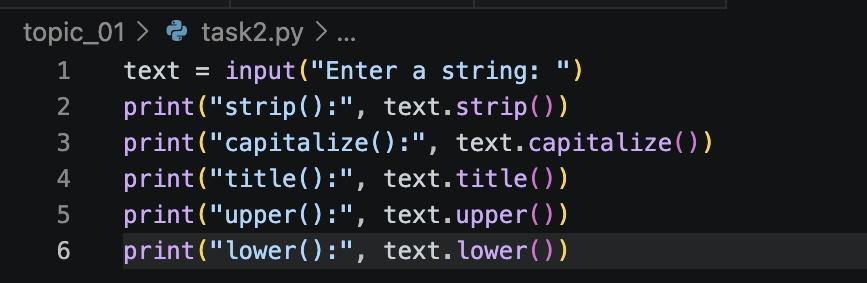 topic_01 > task2.py > ...
1 text = input("Enter a string: ")
2 print("strip():", text.strip())
3 print("capitalize():", text.capitalize())
4 print("title():", text.title())
5 print("upper():", text.upper())
6 print("lower():", text.lower())